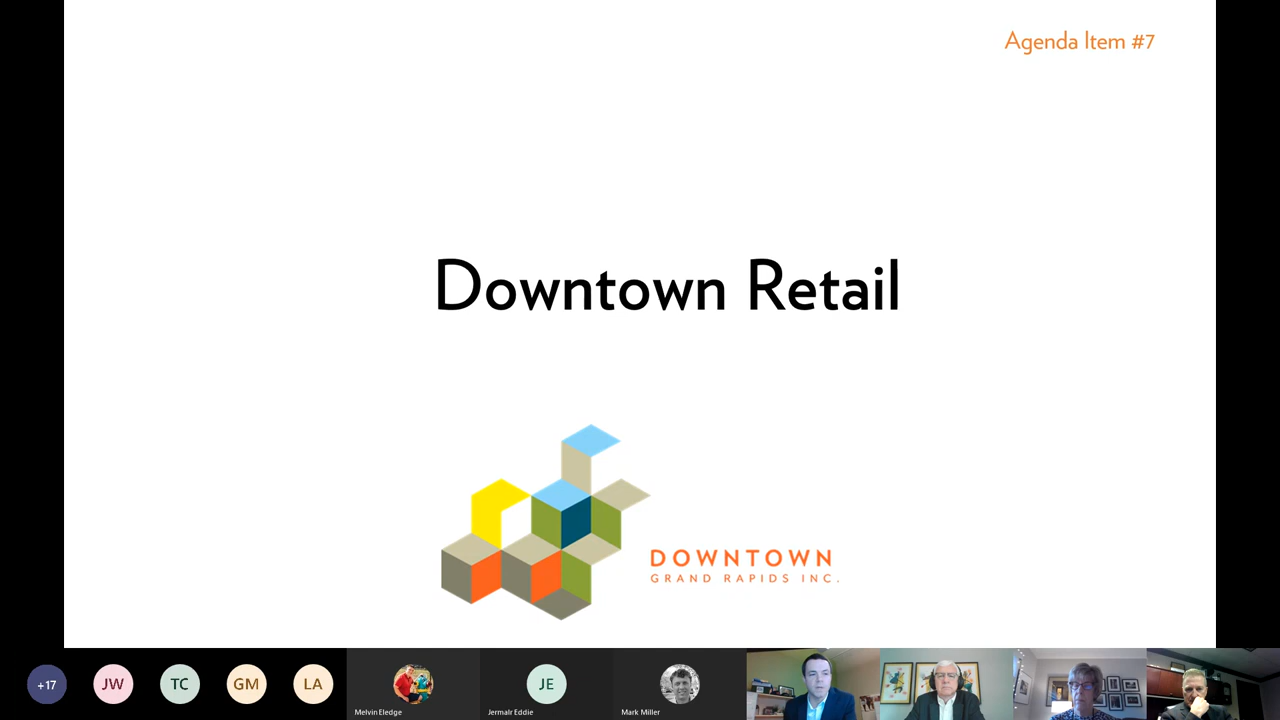 Agenda Item #7
Downtown Retail
DOWNTOWN
GRAND RAPIDS INC.
+17
JW
TC
GM
LA
Melvin Eledge
JE
Jermalr Eddie
Mark Miller